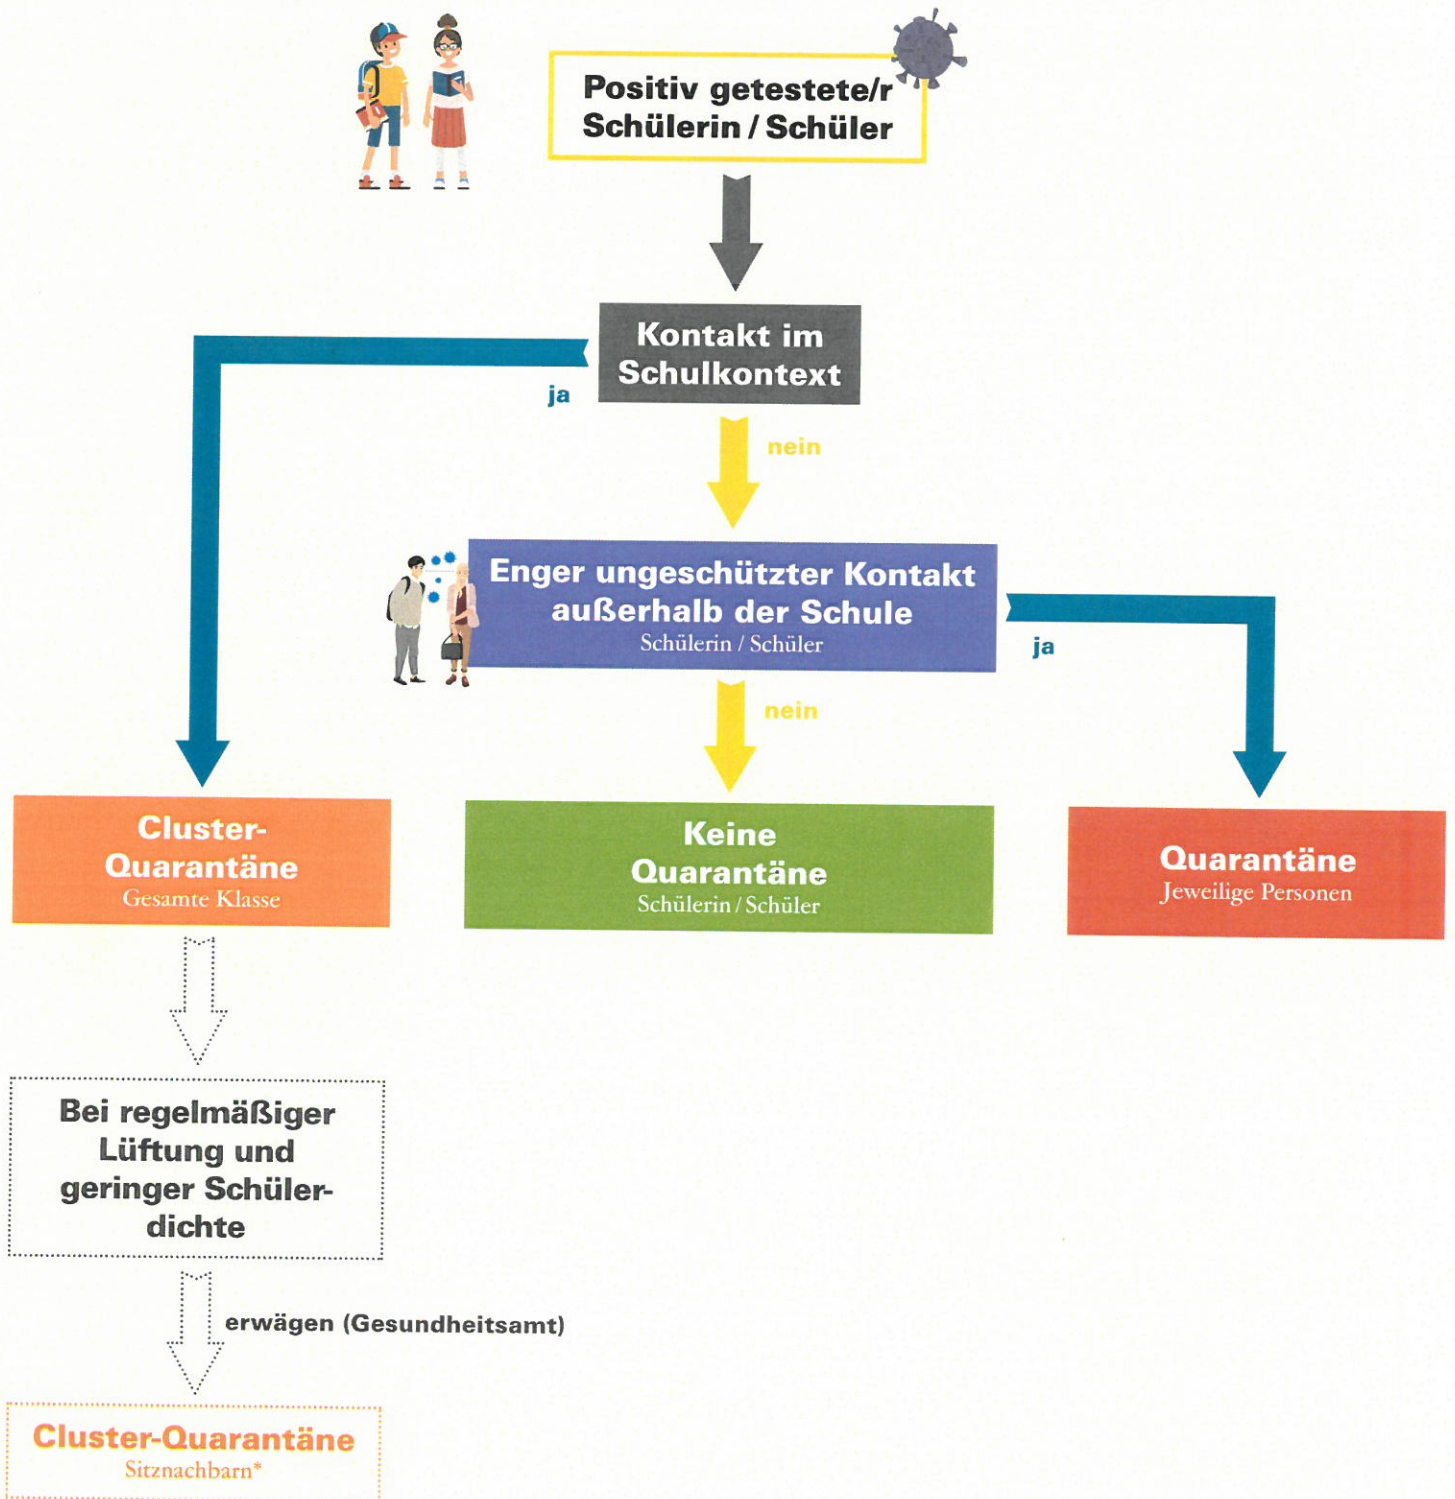 Positiv getestete/r
Schülerin / Schüler
Kontakt im
Schulkontext
ja
nein
Enger ungeschützter Kontakt
außerhalb der Schule
Schülerin / Schüler
ja
nein
Cluster-
Quarantäne
Gesamte Klasse
Keine
Quarantäne
Schülerin / Schüler
Quarantäne
Jeweilige Personen
Bei regelmäßiger
Lüftung und
geringer Schüler-
dichte
erwägen (Gesundheitsamt)
Cluster-Quarantäne
Sitznachbarn*